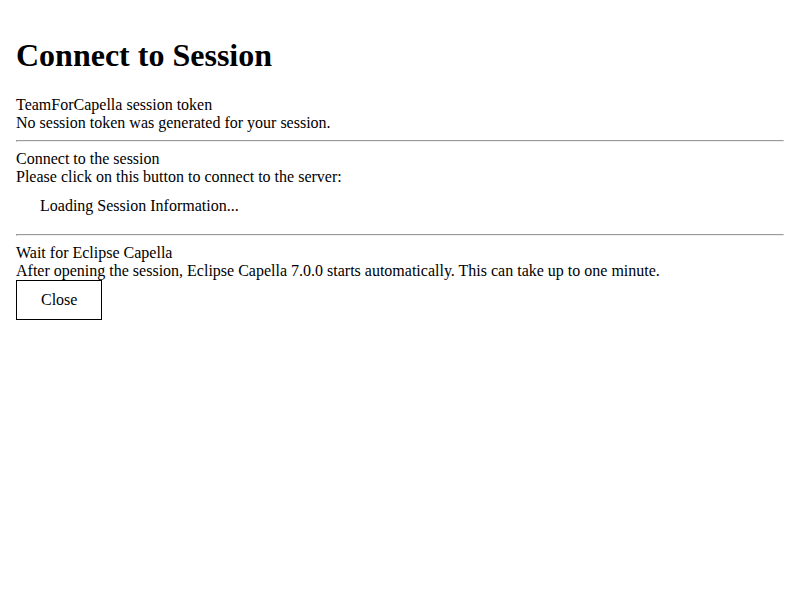 Connect to Session
TeamForCapella session token
No session token was generated for your session.
Connect to the session
Please click on this button to connect to the server:
Loading Session Information...
Wait for Eclipse Capella
After opening the session, Eclipse Capella 7.0.0 starts automatically. This can take up to one minute.
Close